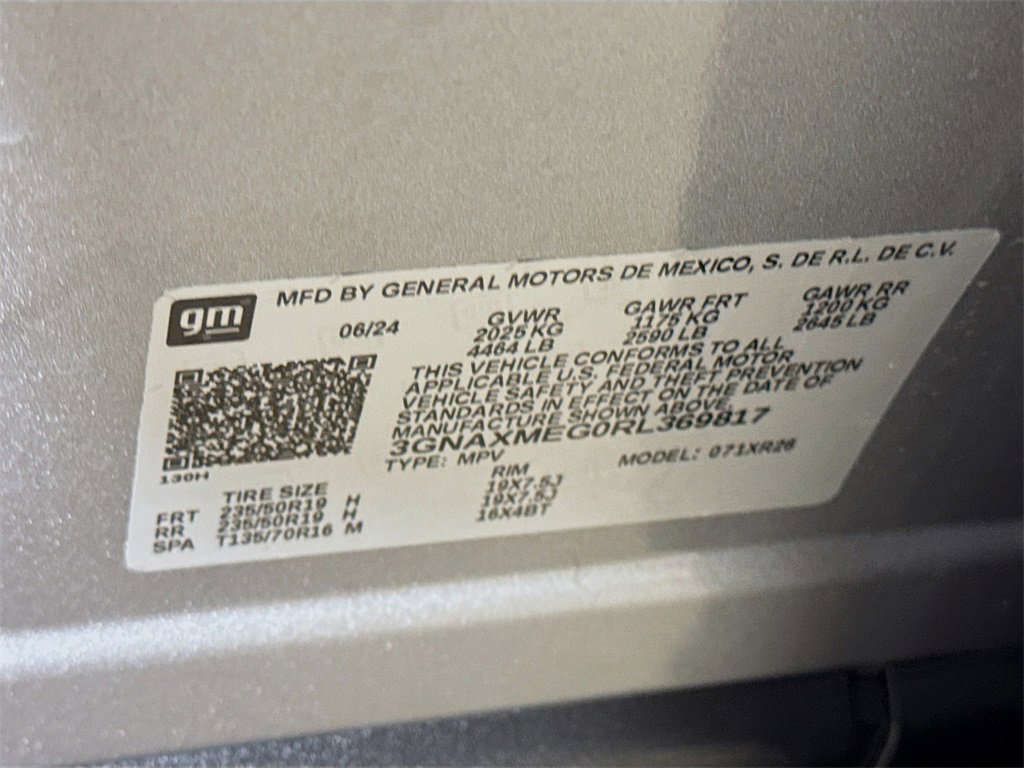 gm
MFD BY GENERAL MOTORS DE MEXICO, S. DE R.L. DE C.V.
06/24
GVWR GAWR FRT GAWR RR
2025 KG 1175 KG 1200 KG
4464 LB 2590 LB 2645 LB
THIS VEHICLE CONFORMS TO ALL
APPLICABLE U.S. FEDERAL MOTOR
VEHICLE SAFETY AND THEFT PREVENTION
STANDARDS IN EFFECT ON THE DATE OF
MANUFACTURE SHOWN ABOVE.
3GNAXMEG0RL369817
TYPE: MPV MODEL: 071XR26
130H
TIRE SIZE RIM
FRT 235/50R19 H 19X7.5J
RR 235/50R19 H 19X7.5J
SPA T135/70R16 M 16X4BT